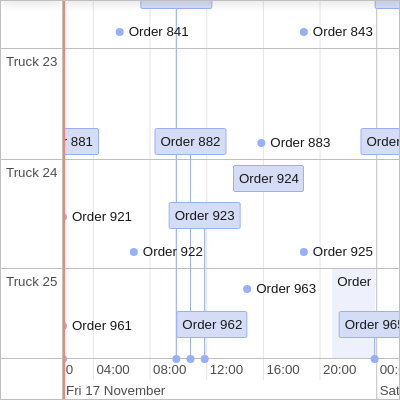 Order 841
Order 843
Truck 23
881
Order 882
Order 883
Order
Truck 24
Order 924
Order 921
Order 923
Order 922
Order 925
Truck 25
Order
Order 963
Order 961
Order 962
Order 965
0 04:00 08:00 12:00 16:00 20:00 00:
Fri 17 November
Sat